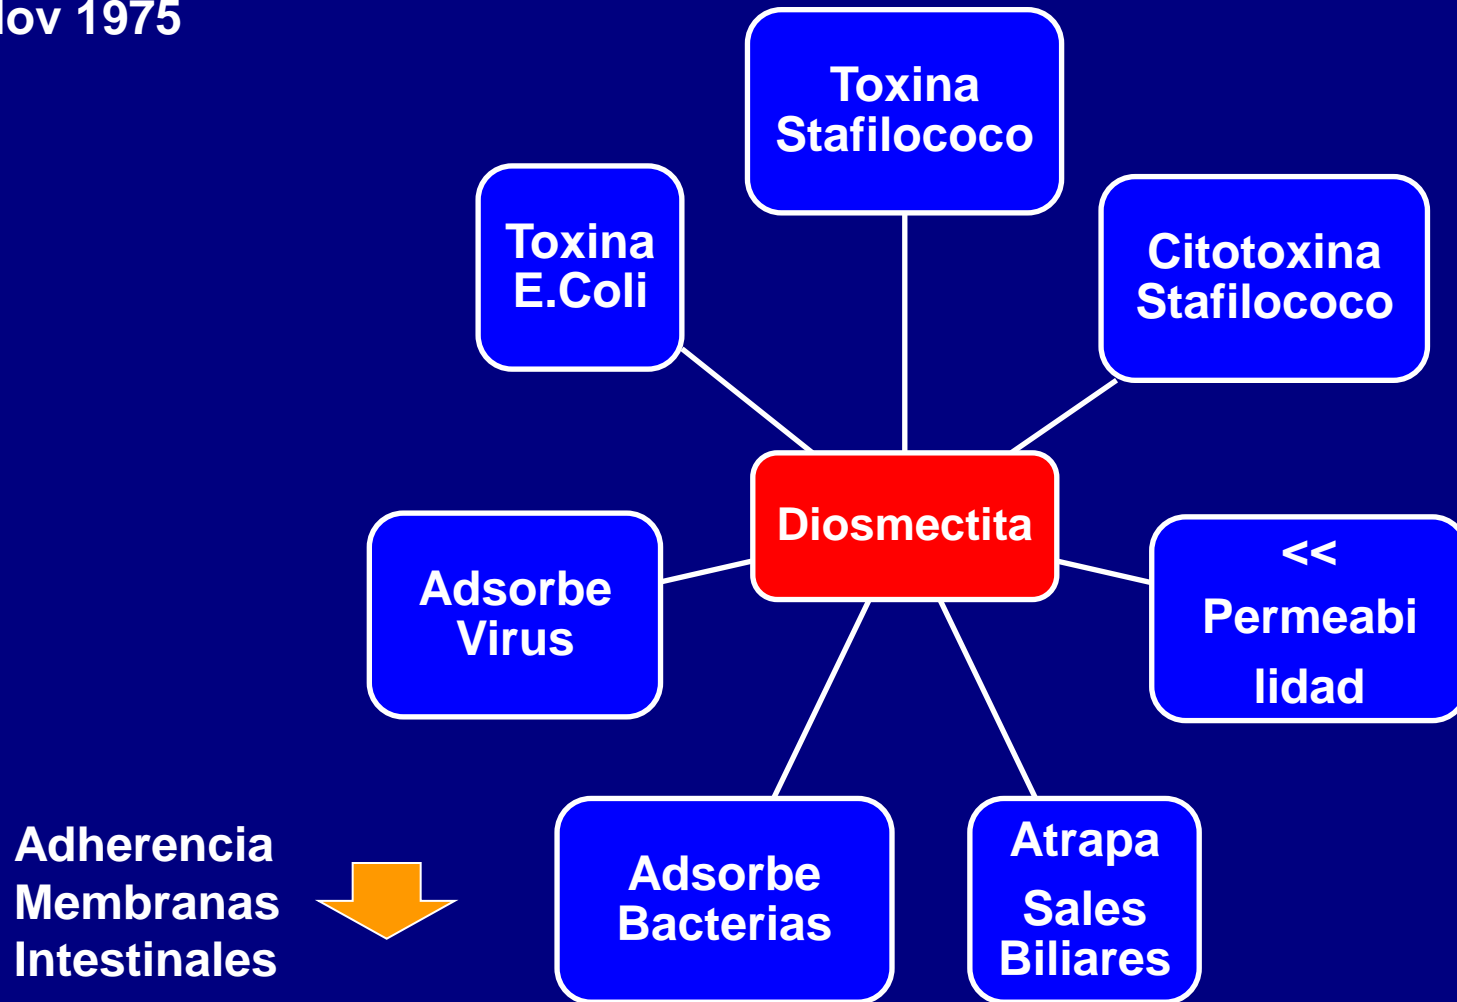 1975
Toxina
Stafilococo
Toxina
E.Coli
Citotoxina
Stafilococo
Diosmectita
<<
Permeabi
lidad
Adsorbe
Virus
Adherencia
Membranas
Intestinales
Adsorbe
Bacterias
Atrapa
Sales
Biliares